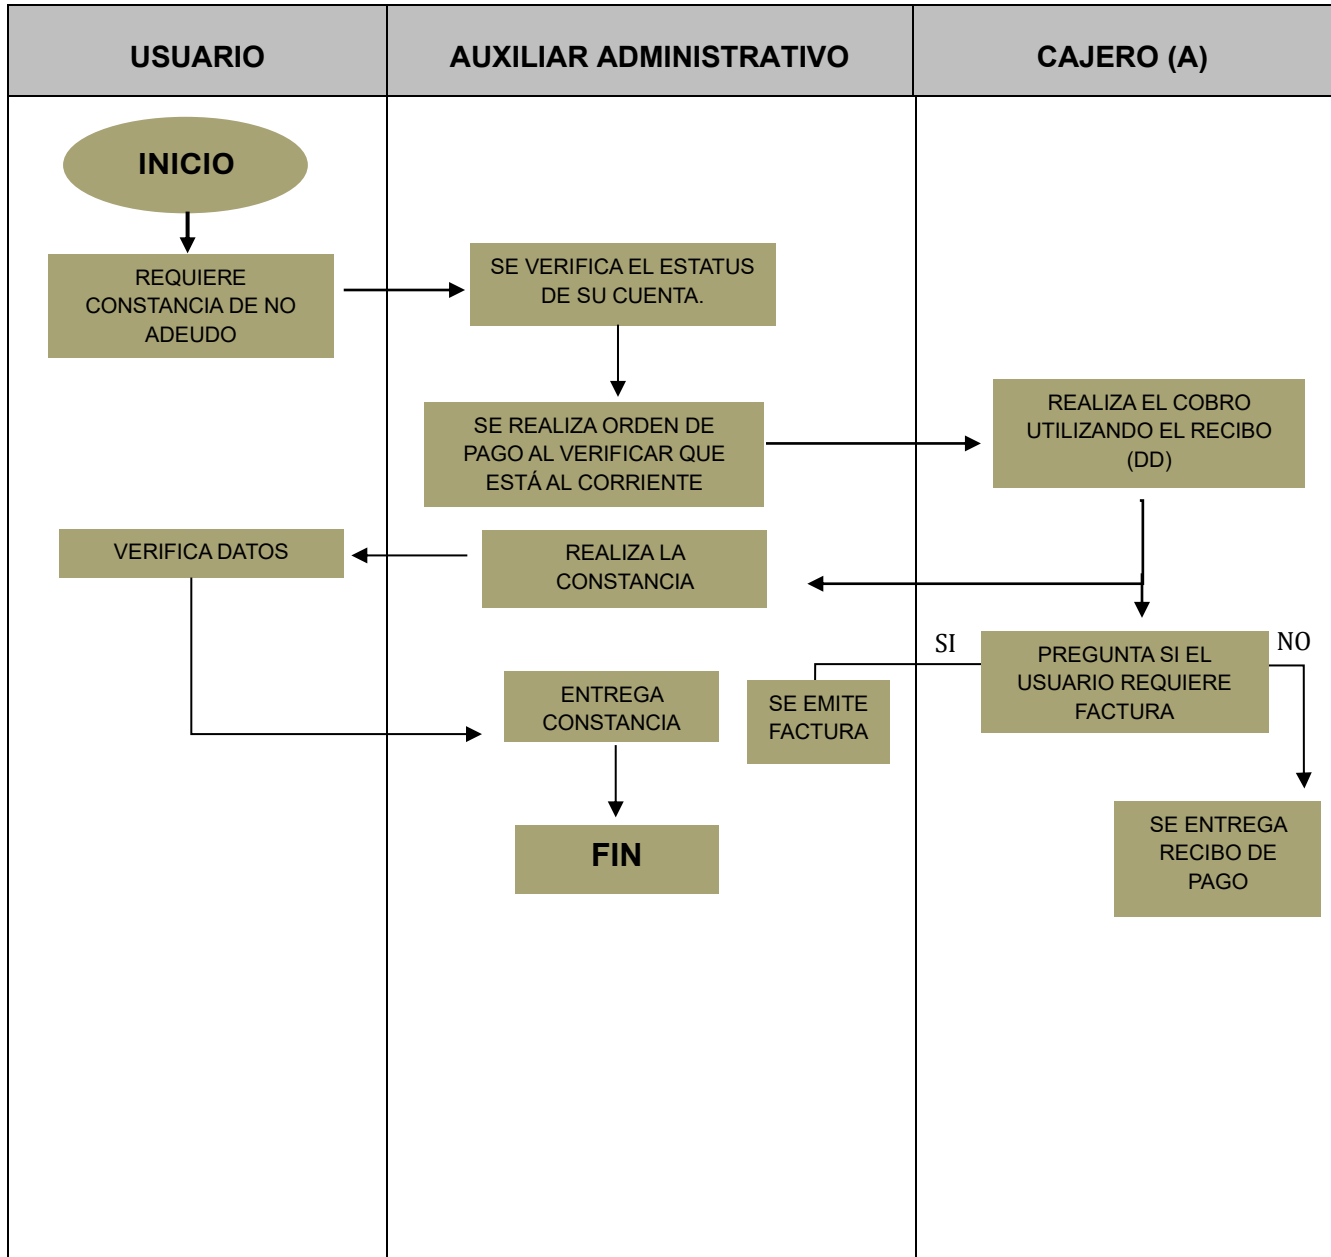 USUARIO
AUXILIAR ADMINISTRATIVO
CAJERO (A)
INICIO
REQUIERE
CONSTANCIA DE NO
ADEUDO
SE VERIFICA EL ESTATUS
DE SU CUENTA.
SE REALIZA ORDEN DE
PAGO AL VERIFICAR QUE
ESTÁ AL CORRIENTE
REALIZA EL COBRO
UTILIZANDO EL RECIBO
(DD)
VERIFICA DATOS
REALIZA LA
CONSTANCIA
SI
PREGUNTA SI EL
USUARIO REQUIERE
FACTURA
NO
ENTREGA
CONSTANCIA
SE EMITE
FACTURA
SE ENTREGA
RECIBO DE
PAGO
FIN